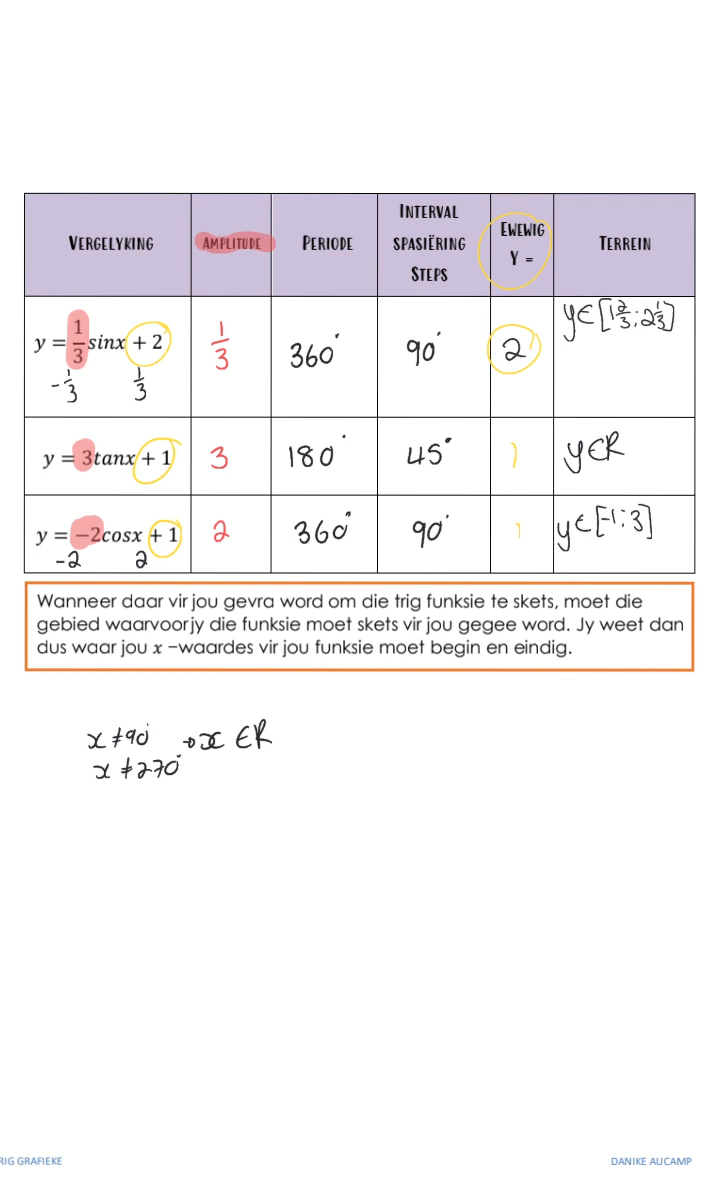 VERGELYKING AMPLITUDE PERIODE INTERVAL SPASIËRING STEPS EWEWIG Y = TERREIN
y = 1/3 sinx + 2 1/3 360° 90° 2 y∈[1 2/3 ; 2 1/3]
-1/3 1/3
y = 3tanx + 1 3 180° 45° 1 y∈R
y = −2cosx + 1 2 360° 90° 1 y∈[-1;3]
-2 2
Wanneer daar vir jou gevra word om die trig funksie te skets, moet die
gebied waarvoor jy die funksie moet skets vir jou gegee word. Jy weet dan
dus waar jou x −waardes vir jou funksie moet begin en eindig.
x ≠ 90° → x ∈R
x ≠ 270°
RIG GRAFIEKE DANIKE AUCAMP